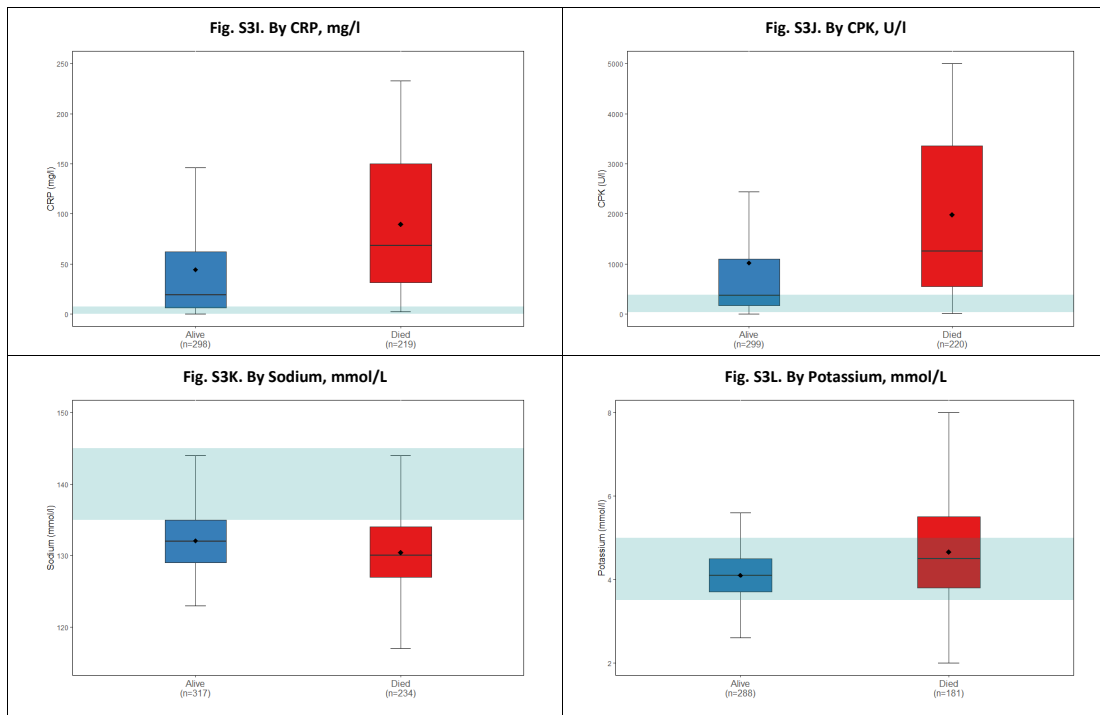 Fig. S3I. By CRP, mg/l
250
200
150
100
50
0
CRP (mg/l)
Alive
(n=298)
Died
(n=219)
Fig. S3J. By CPK, U/l
5000
4000
3000
2000
1000
0
CPK (U/l)
Alive
(n=299)
Died
(n=220)
Fig. S3K. By Sodium, mmol/L
150
140
130
120
Sodium (mmol/l)
Alive
(n=317)
Died
(n=234)
Fig. S3L. By Potassium, mmol/L
8
6
4
2
Potassium (mmol/l)
Alive
(n=288)
Died
(n=181)